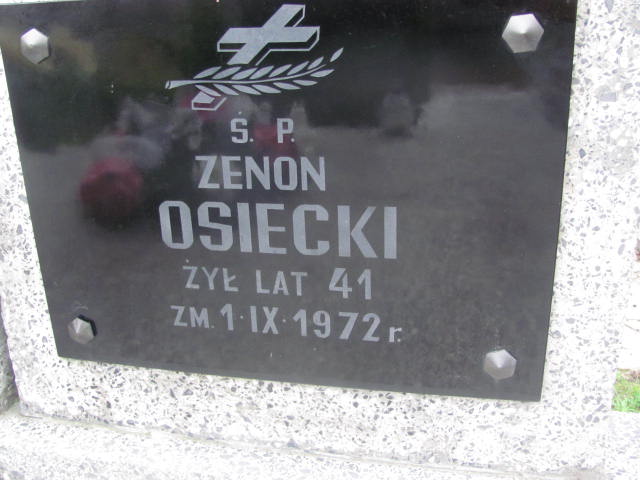 Ś. P.
ZENON
OSIECKI
ŻYŁ LAT 41
ZM. 1·IX·1972 r.